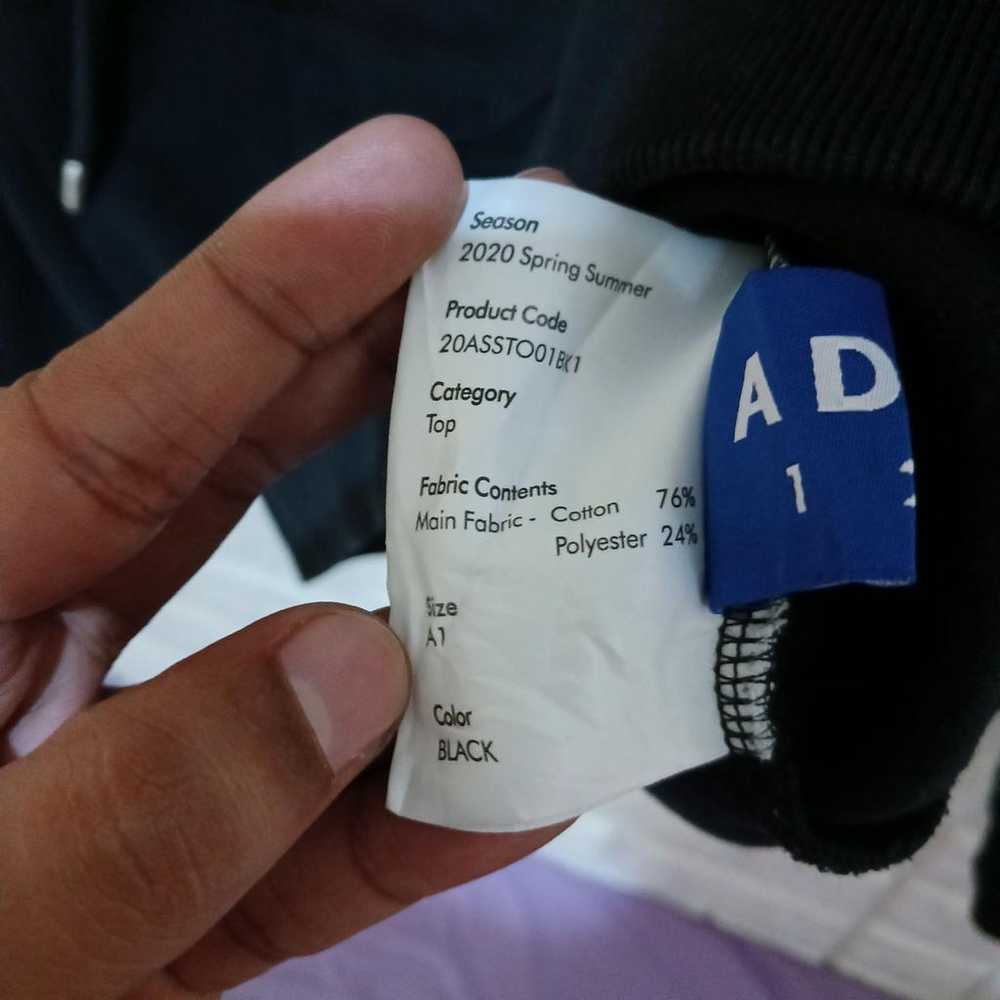 Season
2020 Spring Summer
Product Code
20ASSTO01BK1
Category
Top
Fabric Contents
Main Fabric - Cotton 76%
Polyester 24%
Size
A1
Color
BLACK
A D
1